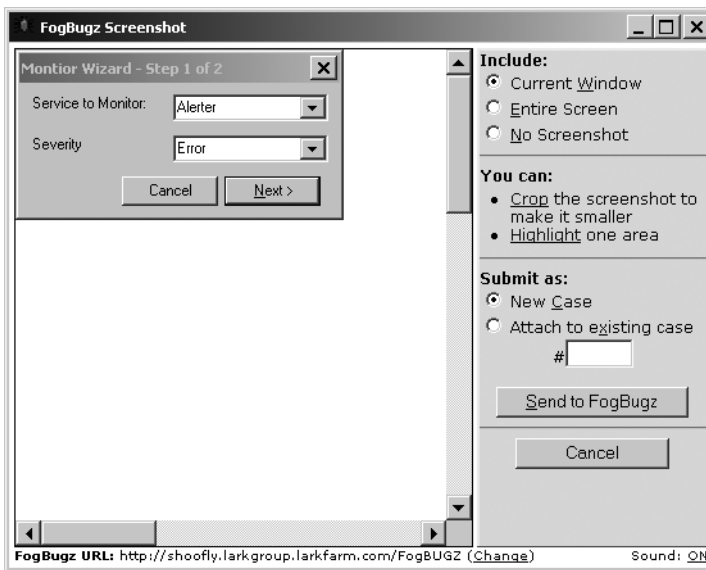 FogBugz Screenshot
Montior Wizard - Step 1 of 2
Service to Monitor: Alerter
Severity Error
Cancel Next >
Include:
Current Window
Entire Screen
No Screenshot
You can:
• Crop the screenshot to
make it smaller
• Highlight one area
Submit as:
New Case
Attach to existing case
#
Send to FogBugz
Cancel
FogBugz URL: http://shoofly.larkgroup.larkfarm.com/FogBUGZ (Change) Sound: ON